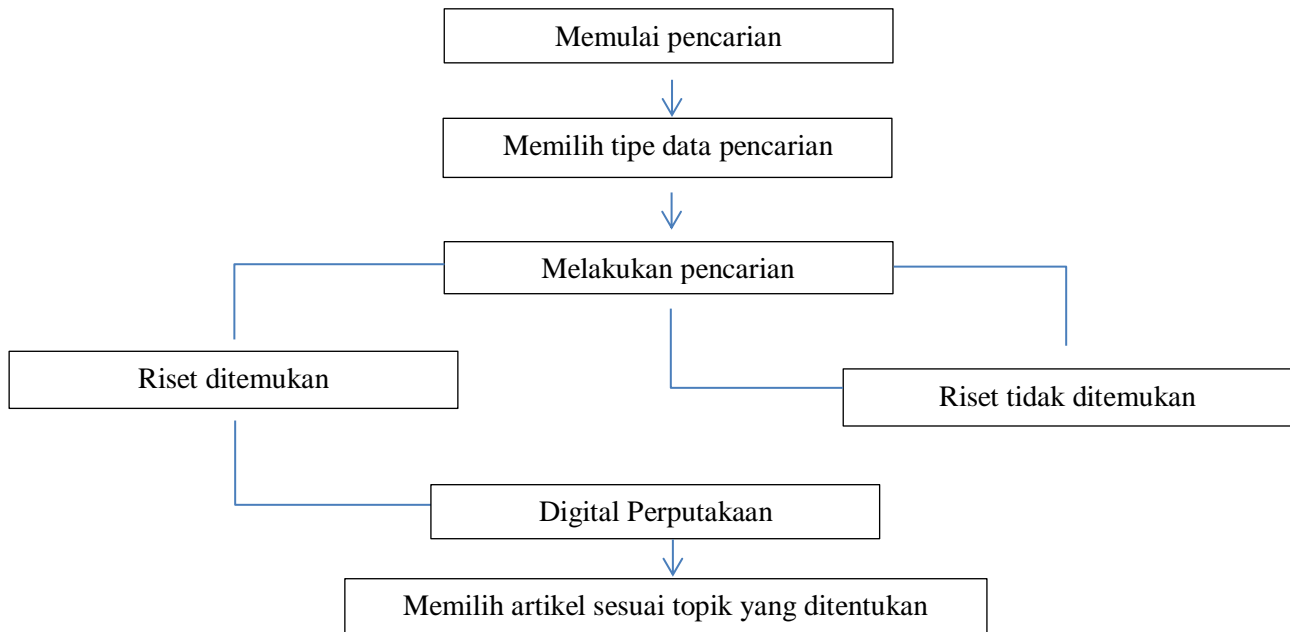 Memulai pencarian
Memilih tipe data pencarian
Melakukan pencarian
Riset ditemukan
Riset tidak ditemukan
Digital Perputakaan
Memilih artikel sesuai topik yang ditentukan